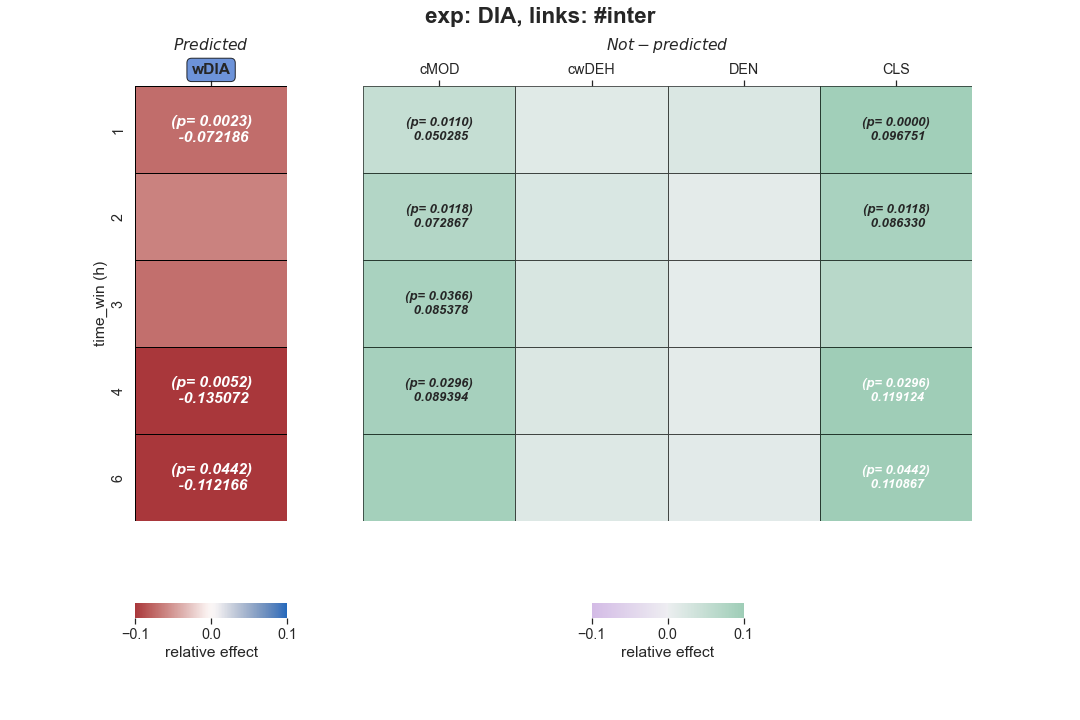 exp: DIA, links: #inter
Predicted
Not − predicted
wDIA
cMOD
cwDEH
DEN
CLS
time_win (h)
1
(p= 0.0023)
-0.072186
(p= 0.0110)
0.050285
(p= 0.0000)
0.096751
2
(p= 0.0118)
0.072867
(p= 0.0118)
0.086330
3
(p= 0.0366)
0.085378
4
(p= 0.0052)
-0.135072
(p= 0.0296)
0.089394
(p= 0.0296)
0.119124
6
(p= 0.0442)
-0.112166
(p= 0.0442)
0.110867
−0.1 0.0 0.1
relative effect
−0.1 0.0 0.1
relative effect